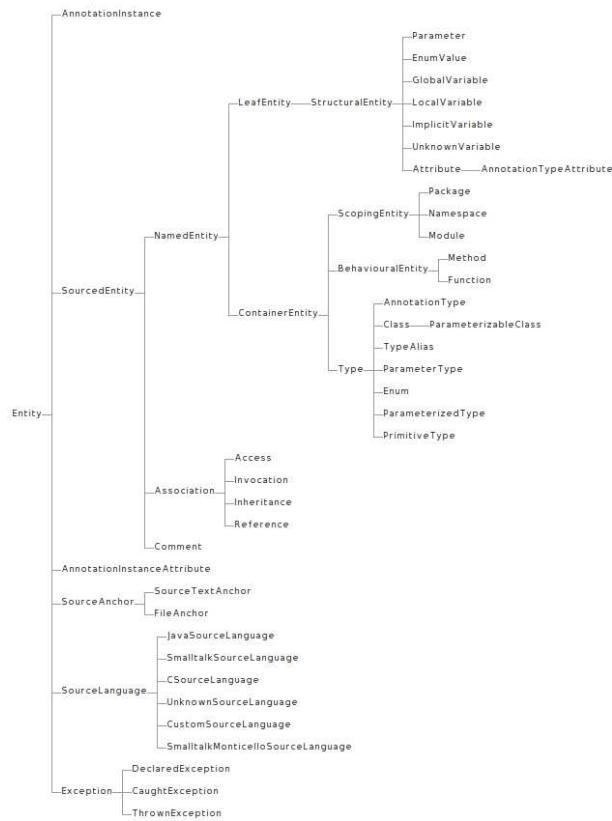 AnnotationInstance
Parameter
EnumValue
GlobalVariable
LeafEntity StructuralEntity LocalVariable
ImplicitVariable
UnknownVariable
Attribute AnnotationTypeAttribute
Package
ScopingEntity Namespace
NamedEntity Module
Method
BehaviouralEntity
Function
SourcedEntity
AnnotationType
ContainerEntity
Class ParameterizableClass
TypeAlias
Type ParameterType
Enum
Entity ParameterizedType
PrimitiveType
Access
Invocation
Association
Inheritance
Reference
Comment
AnnotationInstanceAttribute
SourceTextAnchor
SourceAnchor
FileAnchor
JavaSourceLanguage
SmalltalkSourceLanguage
CSourceLanguage
SourceLanguage
UnknownSourceLanguage
CustomSourceLanguage
SmalltalkMonticelloSourceLanguage
DeclaredException
Exception CaughtException
ThrownException